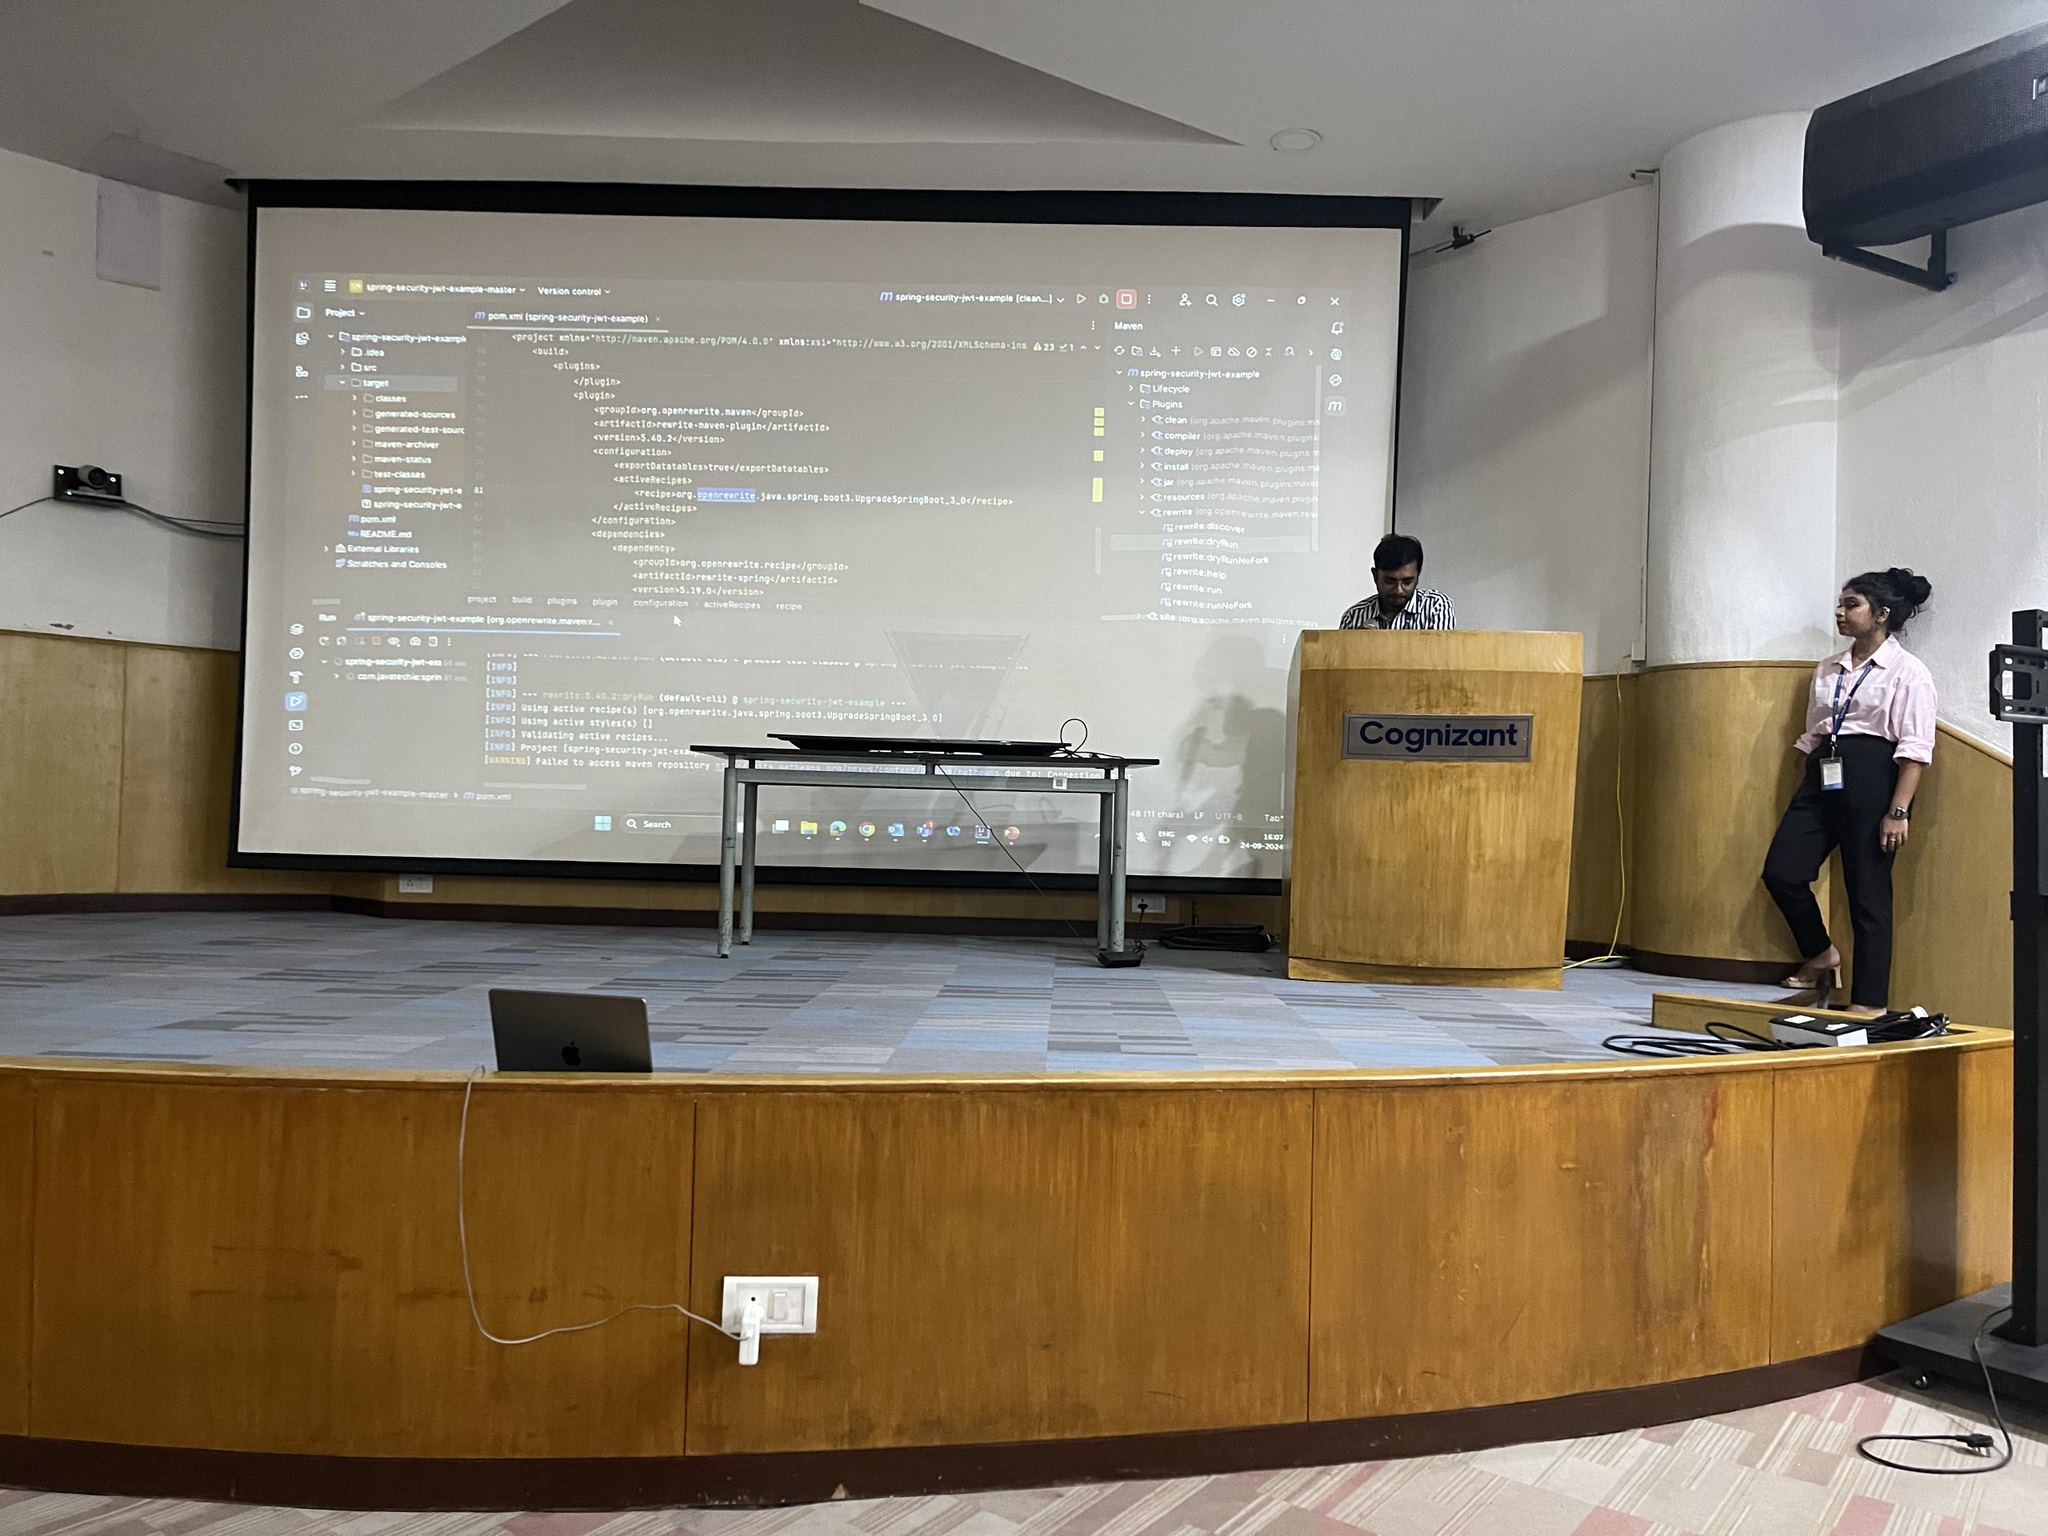 spring-security-jwt-example-master
Version control
spring-security-jwt-example [clean...]
Project
pom.xml (spring-security-jwt-example)
Maven
spring-security-jwt-example
.idea
src
target
classes
generated-sources
generated-test-sourc
maven-archiver
maven-status
test-classes
spring-security-jwt-e
spring-security-jwt-e
pom.xml
README.md
External Libraries
Scratches and Consoles
<project xmlns="http://maven.apache.org/POM/4.0.0" xmlns:xsi="http://www.w3.org/2001/XMLSchema-ins
23 1
<build>
<plugins>
</plugin>
<plugin>
<groupId>org.openrewrite.maven</groupId>
<artifactId>rewrite-maven-plugin</artifactId>
<version>5.40.2</version>
<configuration>
<exportDatatables>true</exportDatatables>
<activeRecipes>
81
<recipe>org.openrewrite.java.spring.boot3.UpgradeSpringBoot_3_0</recipe>
</activeRecipes>
</configuration>
<dependencies>
<dependency>
<groupId>org.openrewrite.recipe</groupId>
<artifactId>rewrite-spring</artifactId>
<version>5.19.0</version>
project build plugins plugin configuration activeRecipes recipe
spring-security-jwt-example
Lifecycle
Plugins
clean (org.apache.maven.plugins:ma
compiler (org.apache.maven.plugins
deploy (org.apache.maven.plugins:m
install (org.apache.maven.plugins:m
jar (org.apache.maven.plugins:m
resources (org.apache.maven.plugins:
rewrite (org.openrewrite.maven:rew
rewrite:discover
rewrite:dryRun
rewrite:dryRunNoFork
rewrite:help
rewrite:run
rewrite:runNoFork
site (org.apache.maven.plugins:mav
Run
spring-security-jwt-example [org.openrewrite.maven:r...
spring-security-jwt-exa
com.javatechie:sprin
[INFO]
[INFO]
[INFO] --- rewrite:5.40.2:dryRun (default-cli) @ spring-security-jwt-example ---
[INFO] Using active recipe(s) [org.openrewrite.java.spring.boot3.UpgradeSpringBoot_3_0]
[INFO] Using active styles(s) []
[INFO] Validating active recipes...
[INFO] Project [spring-security-jwt-exa
[WARNING] Failed to access maven repository
due to: Connection
spring-security-jwt-example-master > pom.xml
48 (11 chars) LF UTF-8 Tab
Search
ENG
IN
16:07
24-09-2024
Cognizant